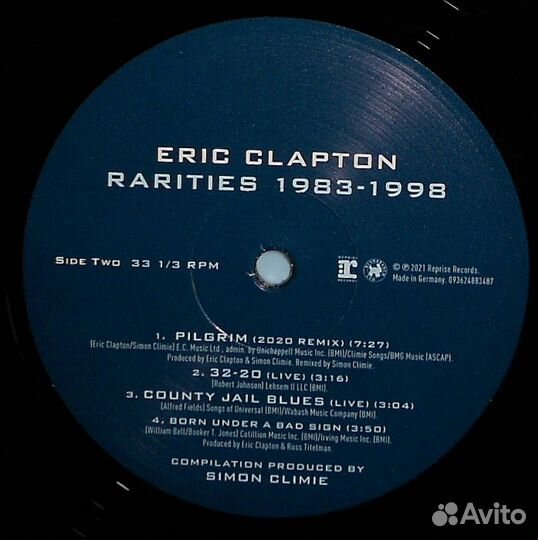 ERIC CLAPTON
RARITIES 1983-1998
SIDE TWO 33 1/3 RPM
REPRISE
RECORDS
© ℗ 2021 Reprise Records.
Made in Germany. 093624883487
1. PILGRIM (2020 REMIX) (7:27)
(Eric Clapton/Simon Climie) E.C. Music Ltd., admin. by Unichappell Music Inc. (BMI)/Climie Songs/BMG Music (ASCAP).
Produced by Eric Clapton & Simon Climie. Remixed by Simon Climie.
2. 32-20 (LIVE) (3:16)
(Robert Johnson) Lehsem II LLC (BMI).
3. COUNTY JAIL BLUES (LIVE) (3:04)
(Alfred Fields) Songs of Universal (BMI)/Wabash Music Company (BMI).
4. BORN UNDER A BAD SIGN (3:50)
(William Bell/Booker T. Jones) Cotillion Music Inc. (BMI)/Irving Music Inc. (BMI).
Produced by Eric Clapton & Russ Titelman.
COMPILATION PRODUCED BY
SIMON CLIMIE
Avito